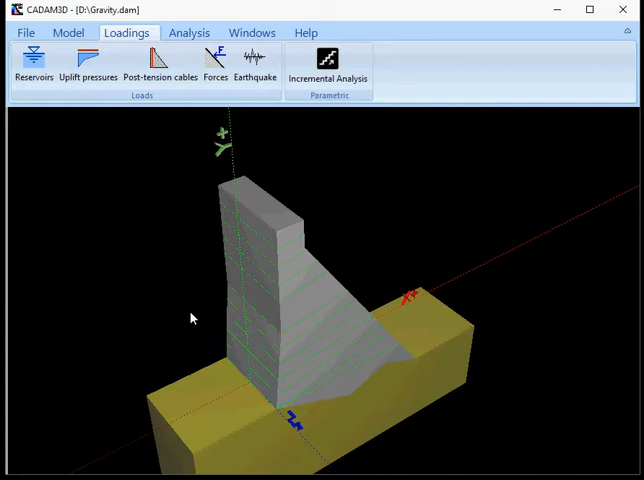 CADAM3D - [D:\Gravity.dam]
File Model Loadings Analysis Windows Help
Reservoirs Uplift pressures Post-tension cables Forces Earthquake Incremental Analysis
Loads Parametric
Y+
X+
Z+